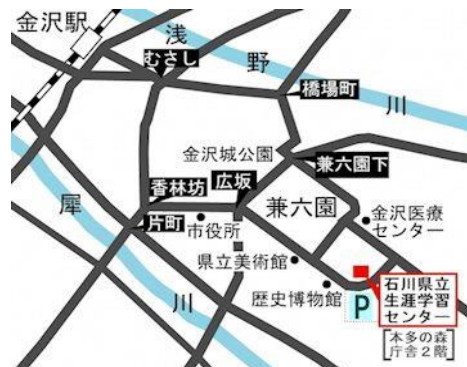 金沢駅
浅
野
川
むさし
橋場町
金沢城公園
兼六園下
香林坊
広坂
兼六園
片町
市役所
金沢医療
センター
犀
川
県立美術館
歴史博物館
P
石川県立
生涯学習
センター
本多の森
庁舎2階